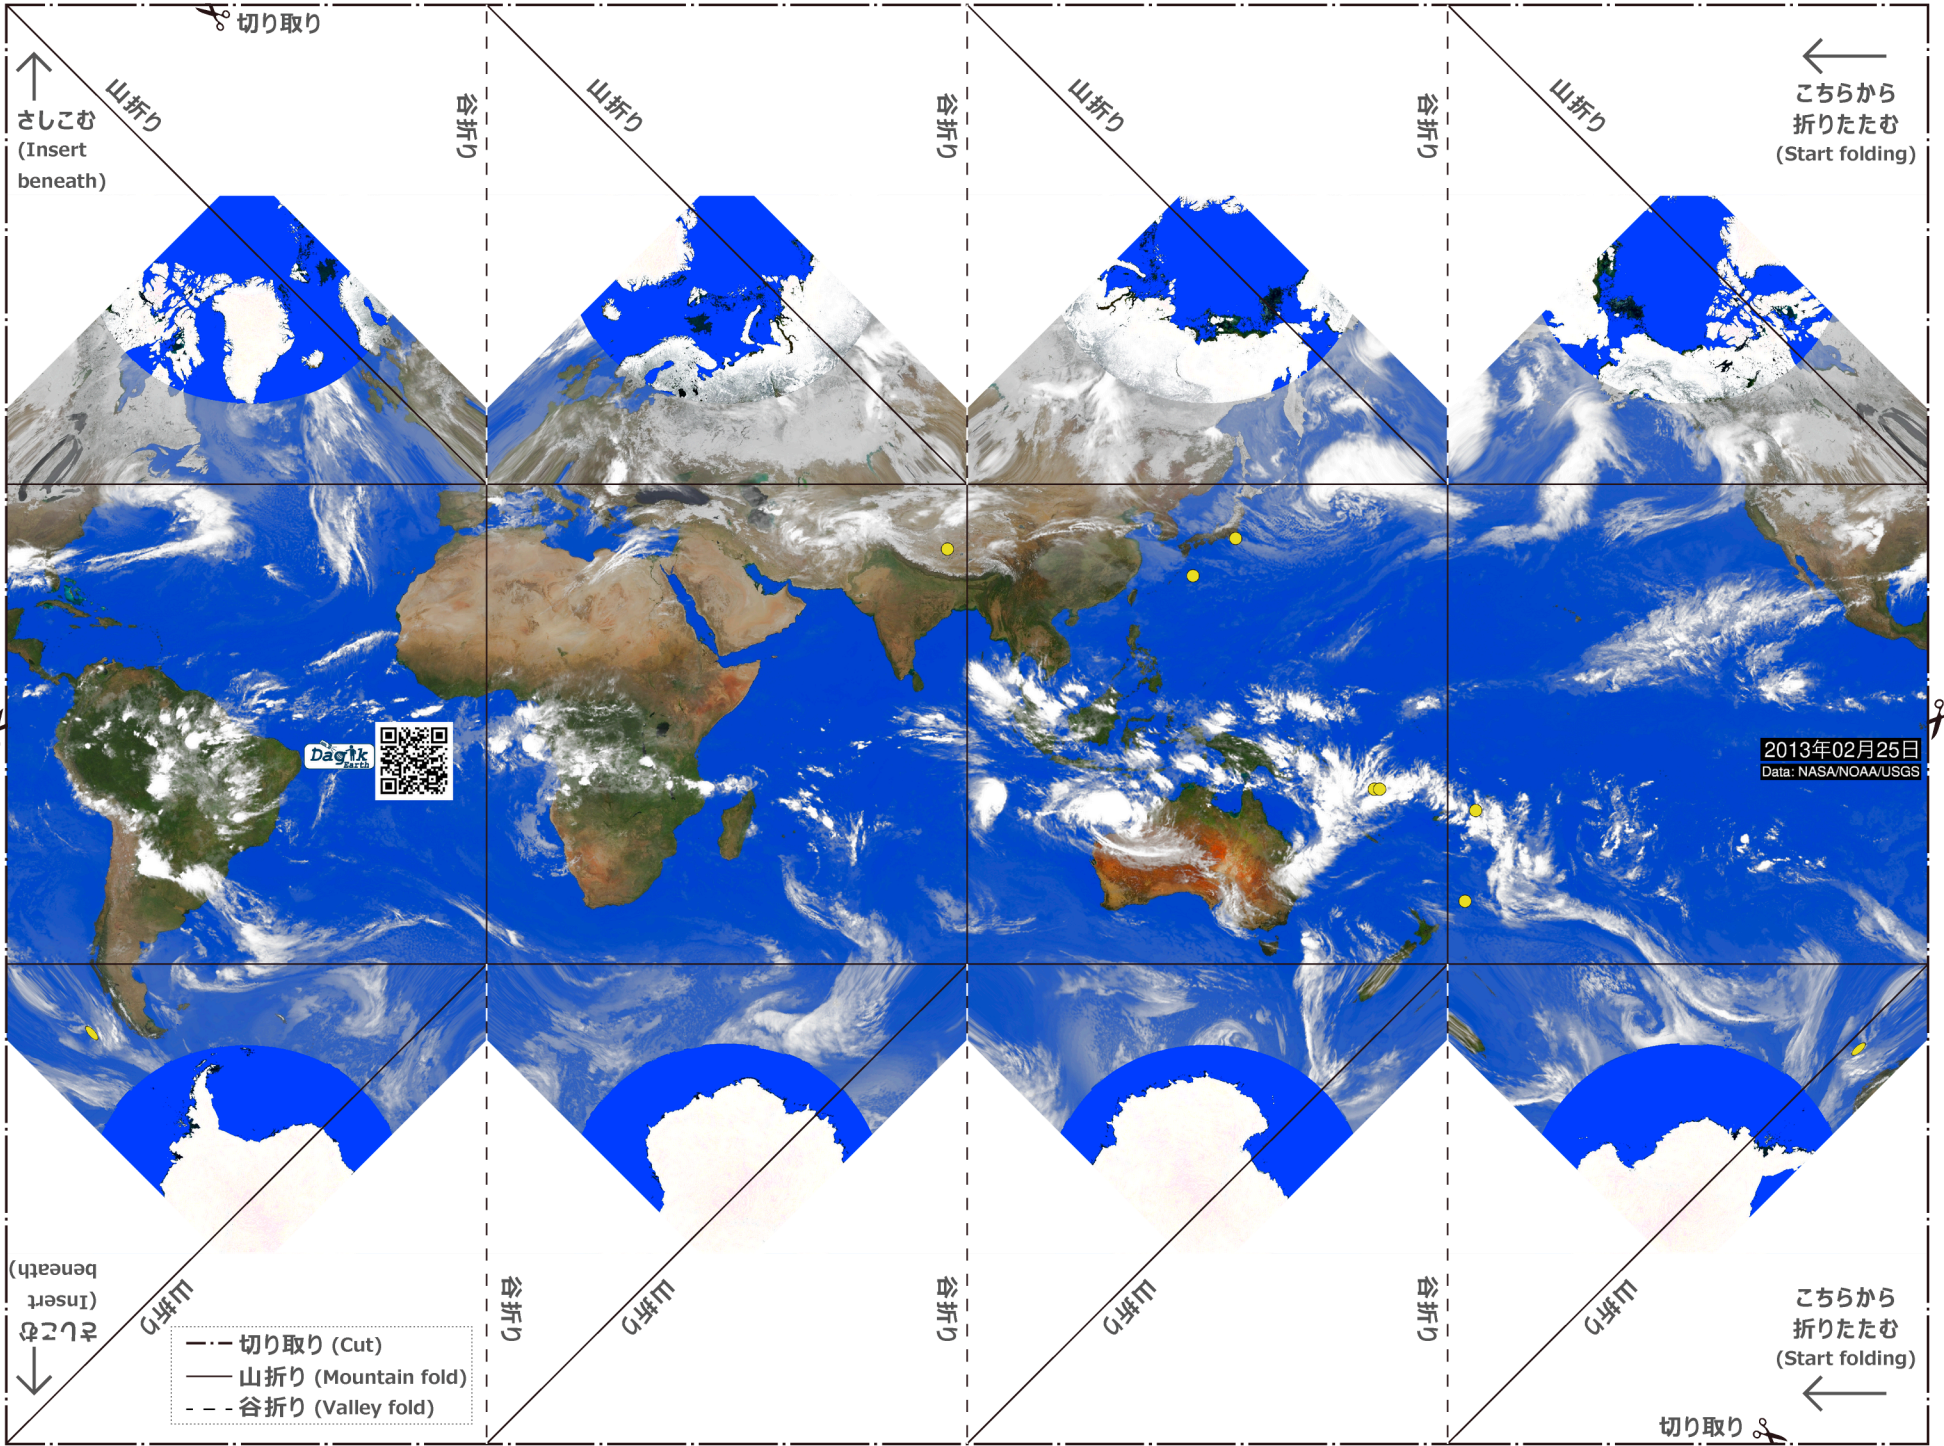 切り取り
さしこむ
(Insert
beneath)
山折り
谷折り
山折り
谷折り
山折り
谷折り
山折り
こちらから
折りたたむ
(Start folding)
Dagik
Earth
2013年02月25日
Data: NASA/NOAA/USGS
さしこむ
(Insert
beneath)
山折り
谷折り
山折り
谷折り
山折り
谷折り
山折り
こちらから
折りたたむ
(Start folding)
切り取り (Cut)
山折り (Mountain fold)
谷折り (Valley fold)
切り取り